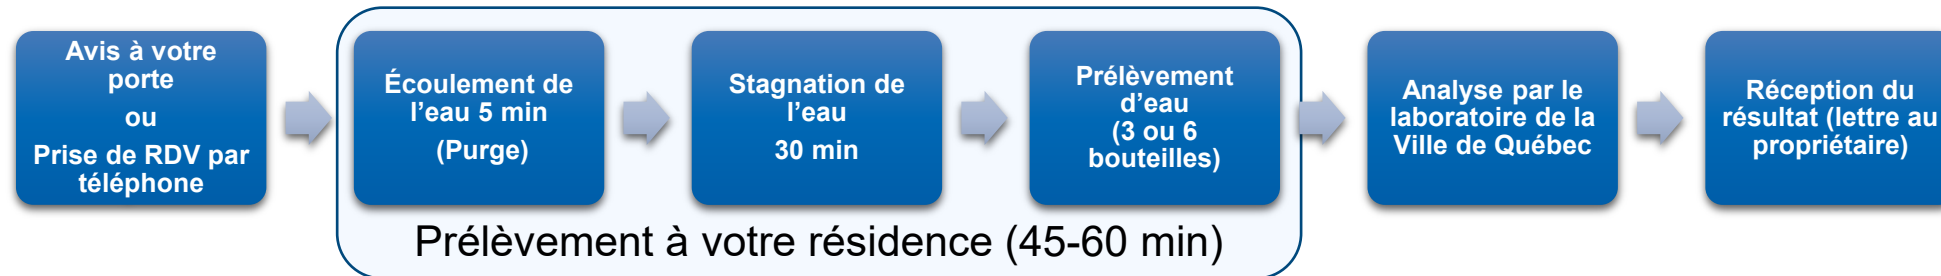 Avis à votre
porte
ou
Prise de RDV par
téléphone
Écoulement de
l’eau 5 min
(Purge)
Stagnation de
l’eau
30 min
Prélèvement
d’eau
(3 ou 6
bouteilles)
Prélèvement à votre résidence (45-60 min)
Analyse par le
laboratoire de la
Ville de Québec
Réception du
résultat (lettre au
propriétaire)